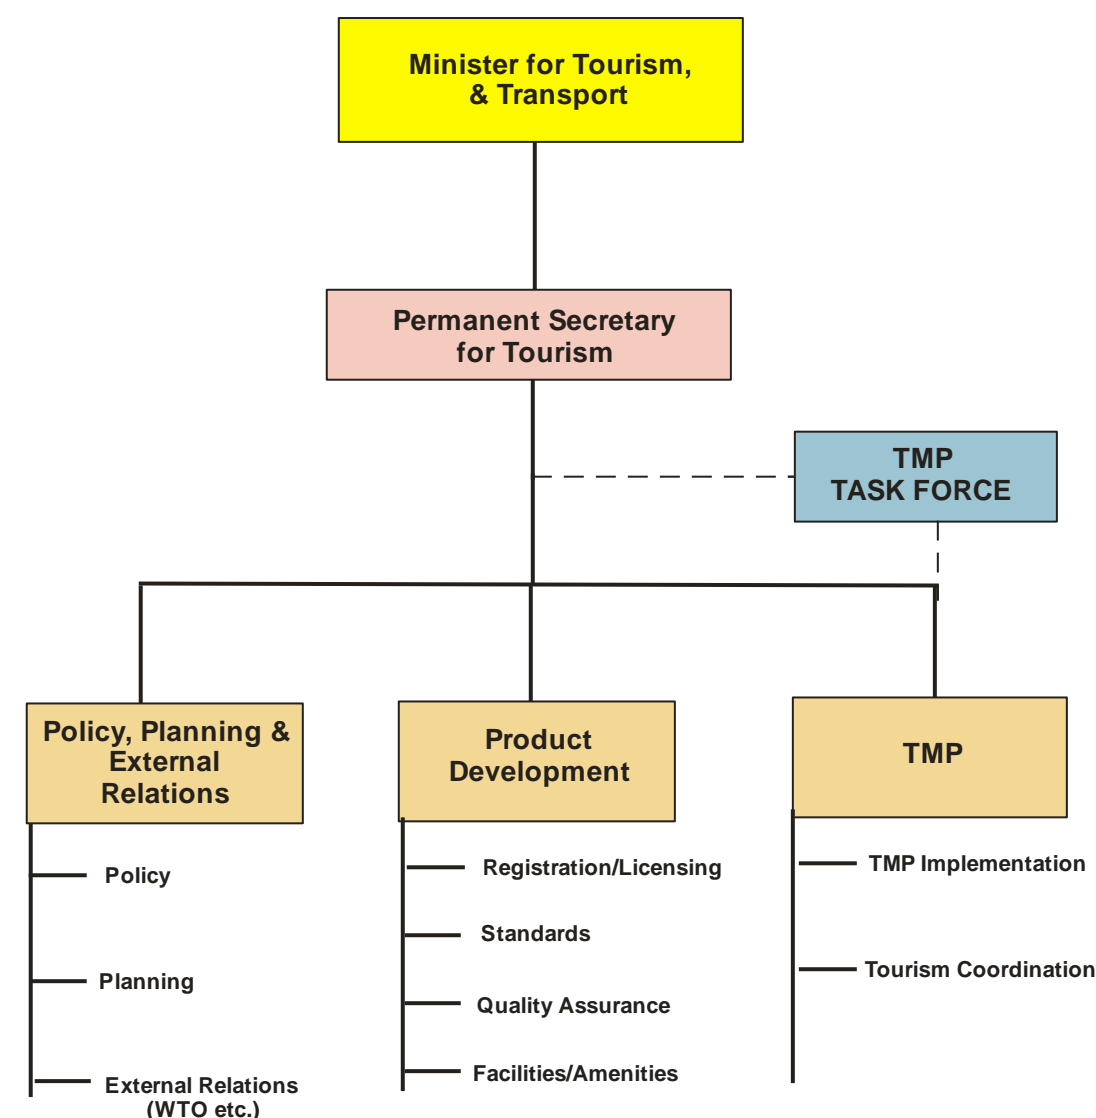 Minister for Tourism,
& Transport
Permanent Secretary
for Tourism
TMP
TASK FORCE
Policy, Planning &
External
Relations
Policy
Planning
External Relations
(WTO etc.)
Product
Development
Registration/Licensing
Standards
Quality Assurance
Facilities/Amenities
TMP
TMP Implementation
Tourism Coordination